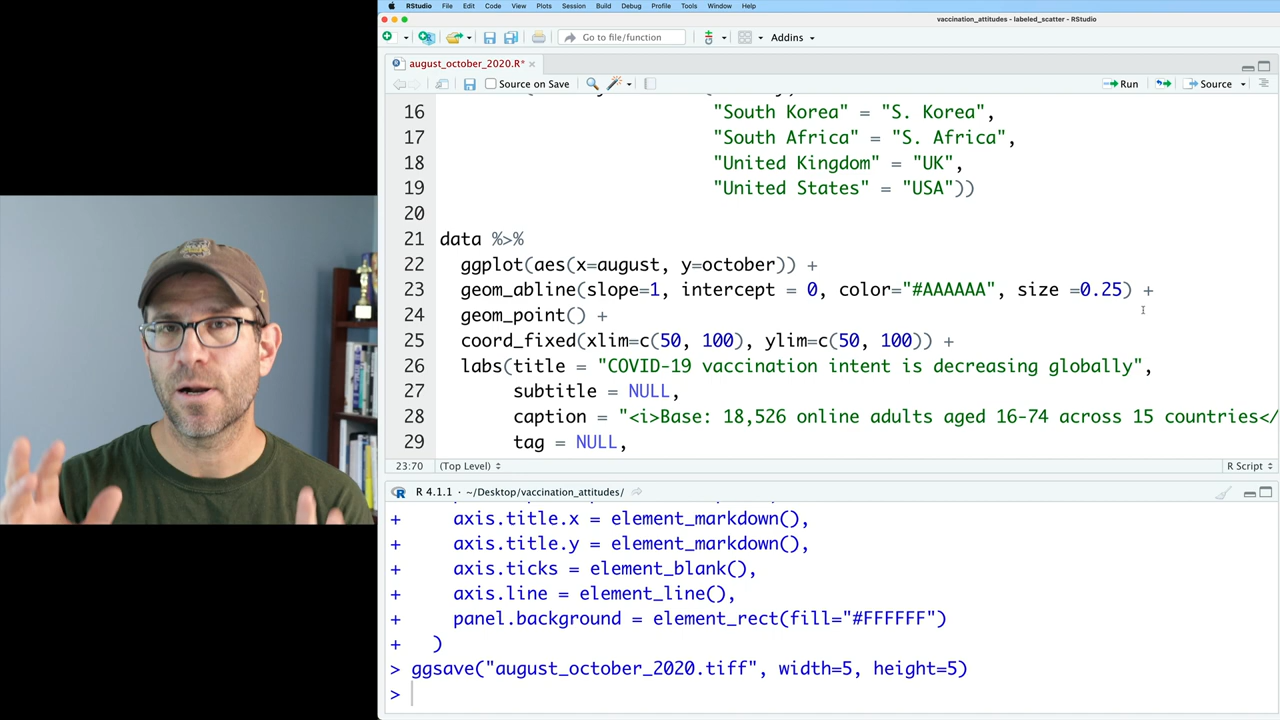 RStudio File Edit Code View Plots Session Build Debug Profile Tools Window Help
vaccination_attitudes - labeled_scatter - RStudio
Go to file/function Addins
august_october_2020.R*
Source on Save Run Source
16 "South Korea" = "S. Korea",
17 "South Africa" = "S. Africa",
18 "United Kingdom" = "UK",
19 "United States" = "USA"))
20
21 data %>%
22 ggplot(aes(x=august, y=october)) +
23 geom_abline(slope=1, intercept = 0, color="#AAAAAA", size =0.25) +
24 geom_point() +
25 coord_fixed(xlim=c(50, 100), ylim=c(50, 100)) +
26 labs(title = "COVID-19 vaccination intent is decreasing globally",
27 subtitle = NULL,
28 caption = "<i>Base: 18,526 online adults aged 16-74 across 15 countries</
29 tag = NULL,
23:70 (Top Level) R Script
R 4.1.1 · ~/Desktop/vaccination_attitudes/
+ axis.title.x = element_markdown(),
+ axis.title.y = element_markdown(),
+ axis.ticks = element_blank(),
+ axis.line = element_line(),
+ panel.background = element_rect(fill="#FFFFFF")
+ )
> ggsave("august_october_2020.tiff", width=5, height=5)
>